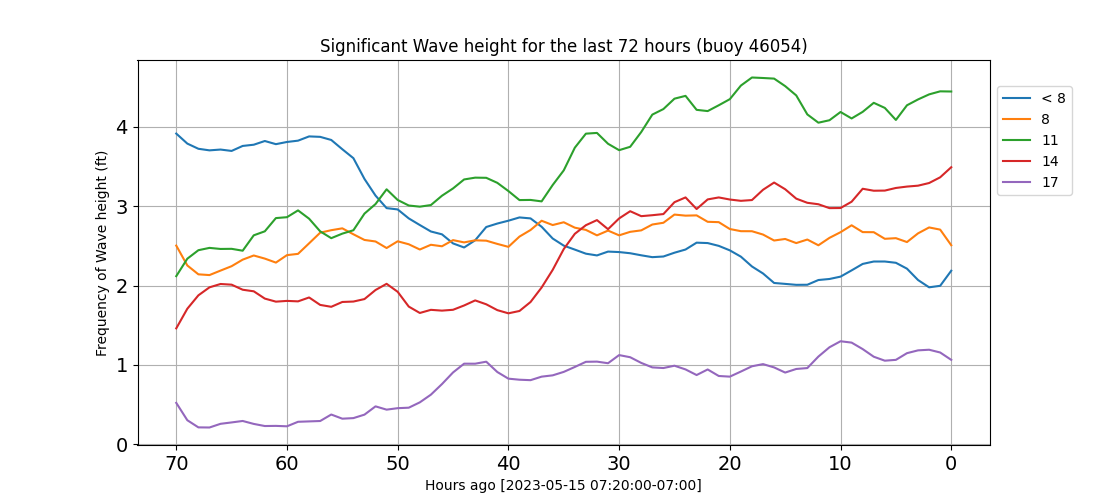 Significant Wave height for the last 72 hours (buoy 46054)
Frequency of Wave height (ft)
4
3
2
1
0
70 60 50 40 30 20 10 0
Hours ago [2023-05-15 07:20:00-07:00]
< 8
8
11
14
17